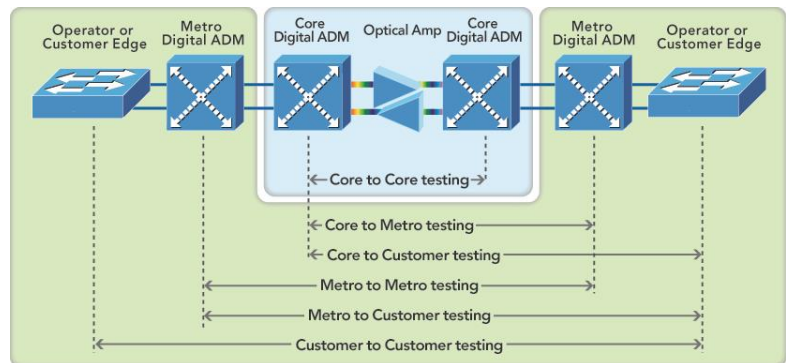 Operator or
Customer Edge
Metro
Digital ADM
Core
Digital ADM
Optical Amp
Core
Digital ADM
Metro
Digital ADM
Operator or
Customer Edge
Core to Core testing
Core to Metro testing
Core to Customer testing
Metro to Metro testing
Metro to Customer testing
Customer to Customer testing